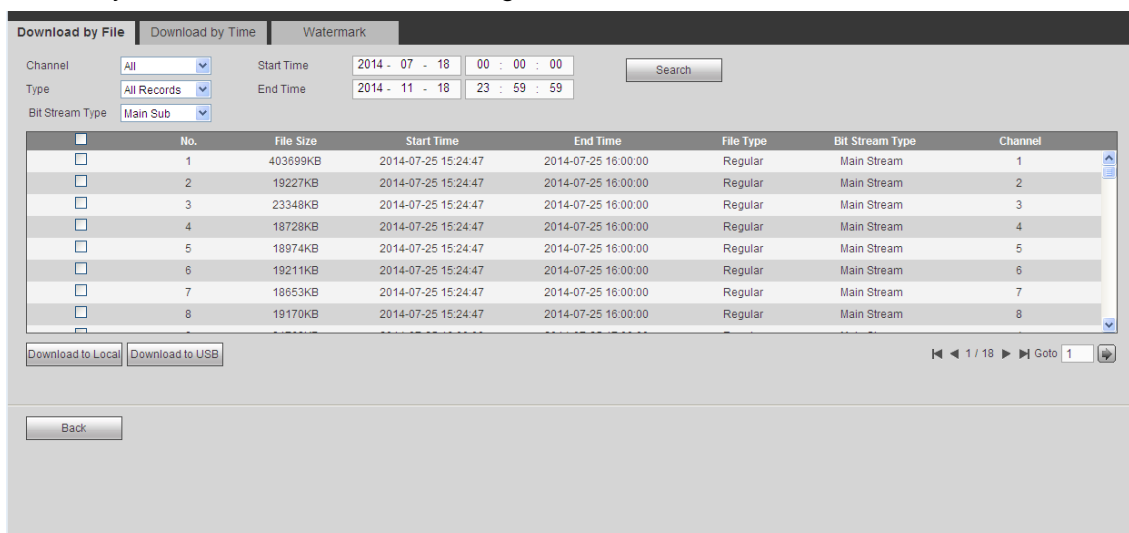 Download by File Download by Time Watermark
Channel All Start Time 2014 - 07 - 18 00 : 00 : 00 Search
Type All Records End Time 2014 - 11 - 18 23 : 59 : 59
Bit Stream Type Main Sub
No. File Size Start Time End Time File Type Bit Stream Type Channel
1 403699KB 2014-07-25 15:24:47 2014-07-25 16:00:00 Regular Main Stream 1
2 19227KB 2014-07-25 15:24:47 2014-07-25 16:00:00 Regular Main Stream 2
3 23348KB 2014-07-25 15:24:47 2014-07-25 16:00:00 Regular Main Stream 3
4 18728KB 2014-07-25 15:24:47 2014-07-25 16:00:00 Regular Main Stream 4
5 18974KB 2014-07-25 15:24:47 2014-07-25 16:00:00 Regular Main Stream 5
6 19211KB 2014-07-25 15:24:47 2014-07-25 16:00:00 Regular Main Stream 6
7 18653KB 2014-07-25 15:24:47 2014-07-25 16:00:00 Regular Main Stream 7
8 19170KB 2014-07-25 15:24:47 2014-07-25 16:00:00 Regular Main Stream 8
Download to Local Download to USB 1 / 18 Goto 1
Back